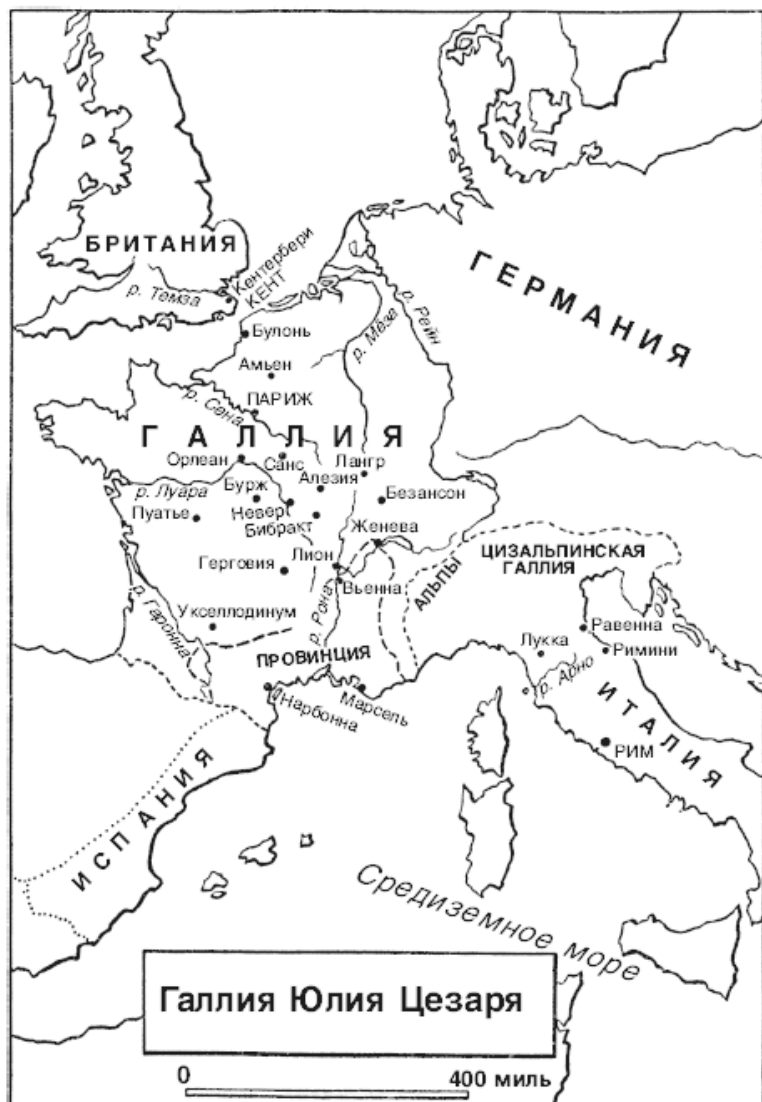 БРИТАНИЯ
р. Темза
Кентербери
КЕНТ
ГЕРМАНИЯ
р. Рейн
р. Мёзе
Булонь
Амьен
ПАРИЖ
р. Сена
ГАЛЛИЯ
Орлеан
Санс
Лангр
Алезия
р. Луара
Бурж
Безансон
Невер
Пуатье
Бибракт
Женева
ЦИЗАЛЬПИНСКАЯ
ГАЛЛИЯ
Лион
Герговия
АЛЬПЫ
Вьенна
р. Гаронна
Укселлодинум
р. Рона
Равенна
Лукка
Римини
ПРОВИНЦИЯ
р. Арно
Нарбонна
Марсель
ИТАЛИЯ
РИМ
ИСПАНИЯ
Средиземное море
Галлия Юлия Цезаря
0
400 миль